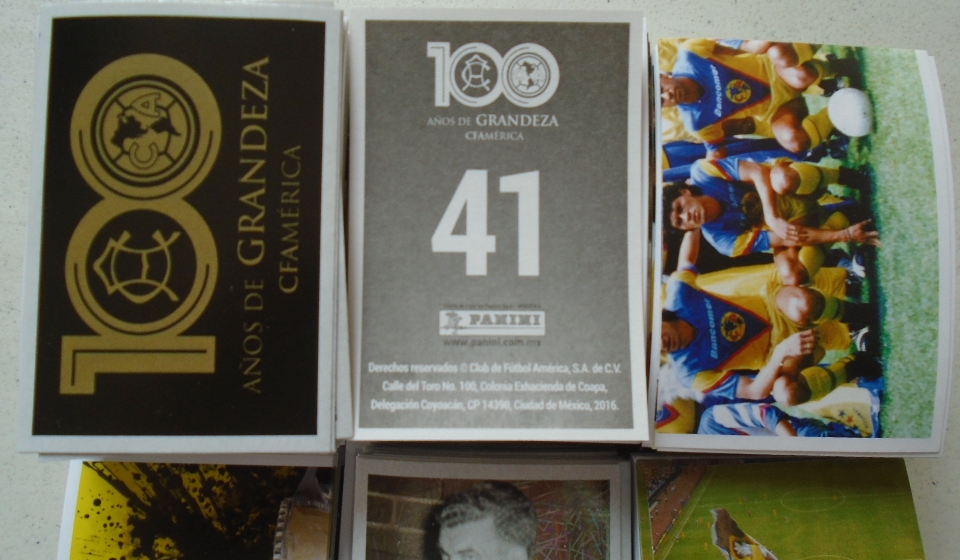 100
AÑOS DE GRANDEZA
CFAMÉRICA
100
AÑOS DE GRANDEZA
CFAMÉRICA
41
PANINI
www.panini.com.mx
Derechos reservados © Club de Fútbol América, S.A. de C.V.
Calle del Toro No. 100, Colonia Exhacienda de Coapa,
Delegación Coyoacán, CP 14390, Ciudad de México, 2016.
Bancomer
Bancomer